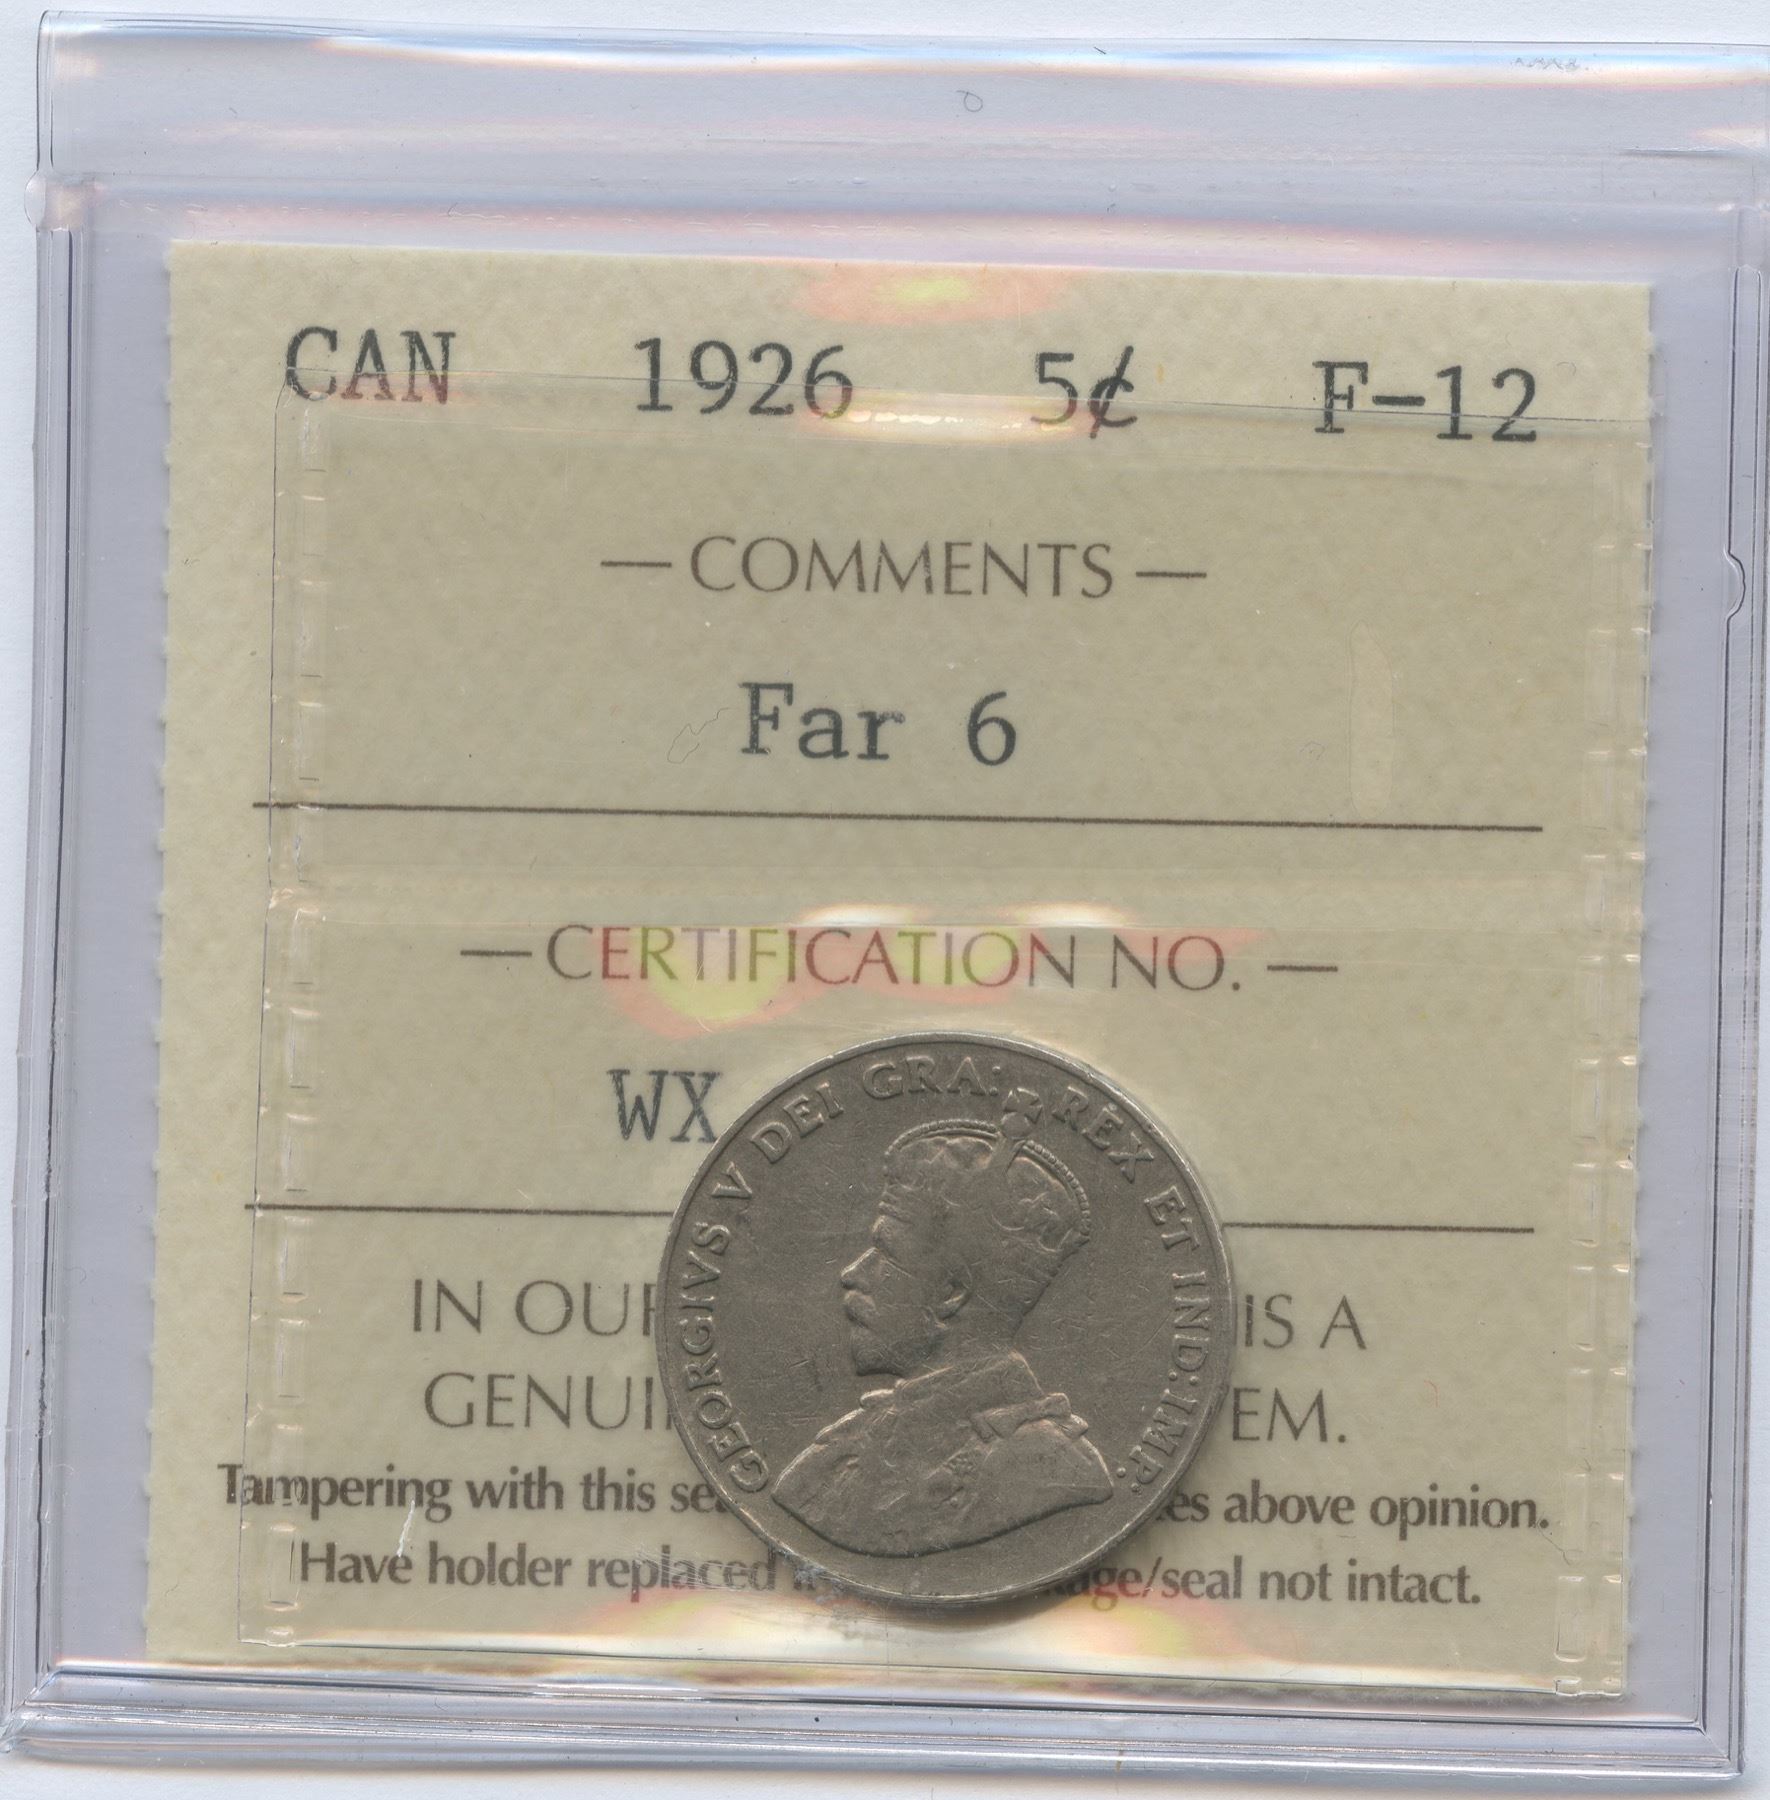 CAN 1926 5¢ F-12
— COMMENTS —
Far 6
— CERTIFICATION NO. —
WX
GEORGIVS V DEI GRA: REX ET IND: IMP:
IN OUR IS A
GENUI EM.
Tampering with this sea es above opinion.
Have holder replaced age/seal not intact.